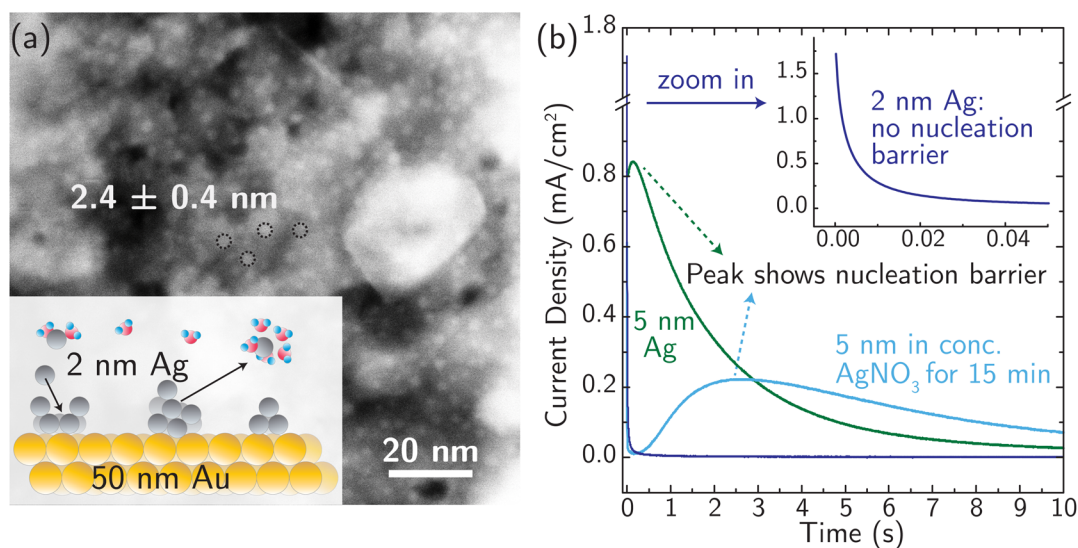 (a)
2.4 ± 0.4 nm
2 nm Ag
50 nm Au
20 nm
(b)
Current Density (mA/cm²)
1.8
0.8
0.6
0.4
0.2
0.0
zoom in
1.5
1.0
0.5
0.0
0.00 0.02 0.04
2 nm Ag:
no nucleation
barrier
Peak shows nucleation barrier
5 nm
Ag
5 nm in conc.
AgNO₃ for 15 min
0 1 2 3 4 5 6 7 8 9 10
Time (s)